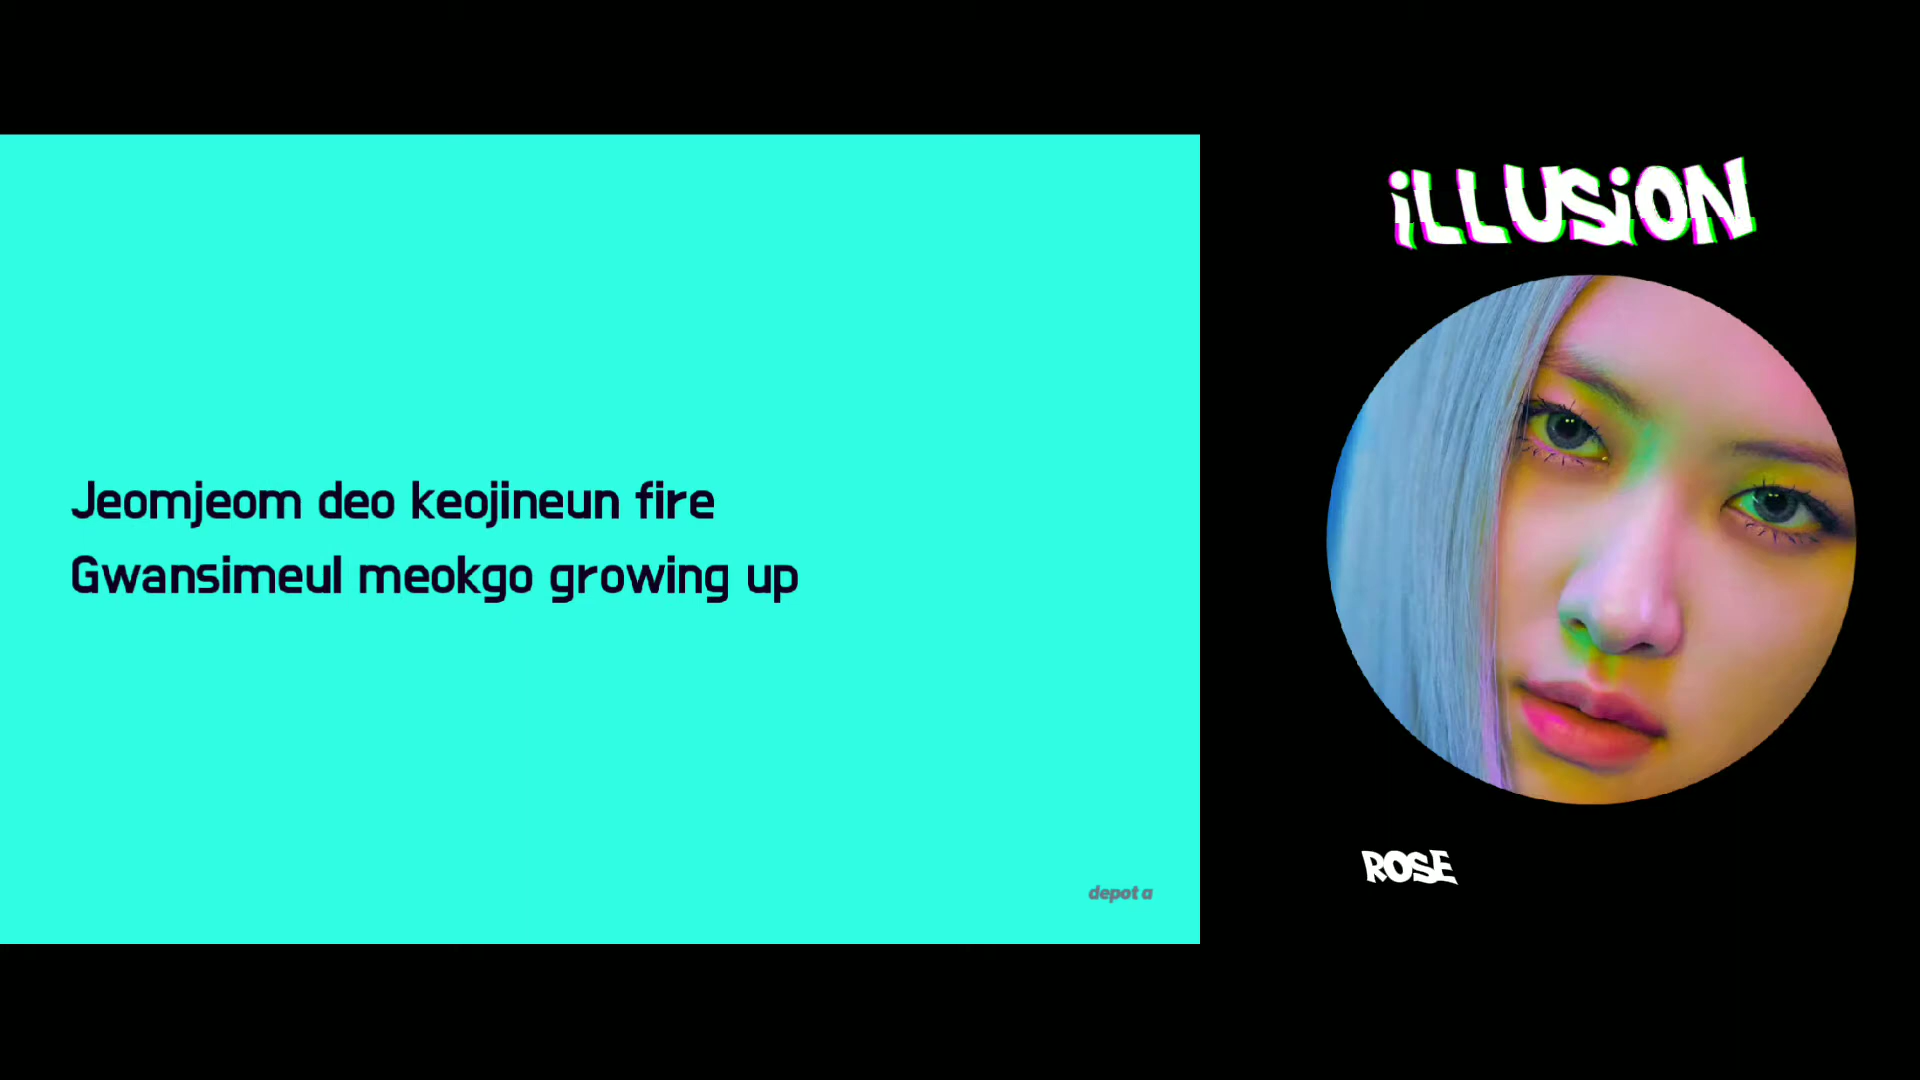 iLLUSiON
Jeomjeom deo keojineun fire
Gwansimeul meokgo growing up
ROSE
depot a